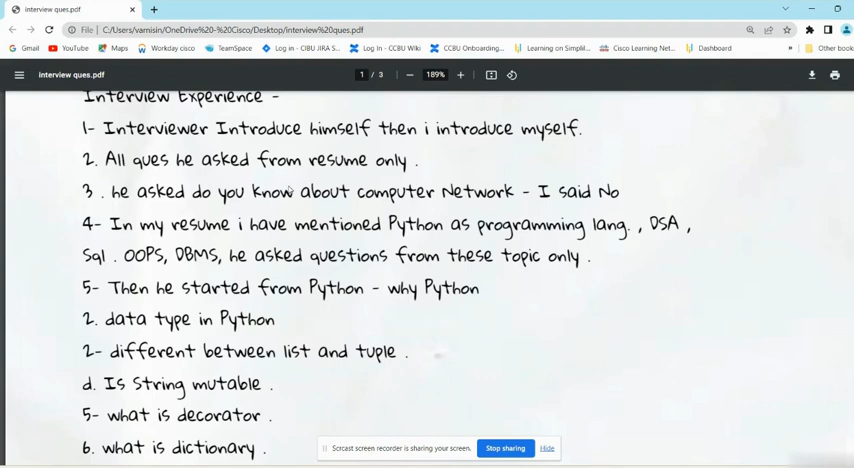 interview ques.pdf
File | C:/Users/varnisin/OneDrive%20-%20Cisco/Desktop/interview%20ques.pdf
Gmail YouTube Maps Workday cisco TeamSpace Log in - CIBU JIRA S... Log In - CCBU Wiki CCBU Onboarding... Learning on Simplil... Cisco Learning Net... Dashboard » Other book
interview ques.pdf 1 / 3 189%
Interview Experience -
1- Interviewer Introduce himself then i introduce myself.
2. All ques he asked from resume only .
3 . he asked do you know about computer Network - I said No
4- In my resume i have mentioned Python as programming lang. , DSA ,
Sql . OOPS, DBMS, he asked questions from these topic only .
5- Then he started from Python - why Python
2. data type in Python
2- different between list and tuple .
d. Is String mutable .
5- what is decorator .
6. what is dictionary .
Scrcast screen recorder is sharing your screen. Stop sharing Hide